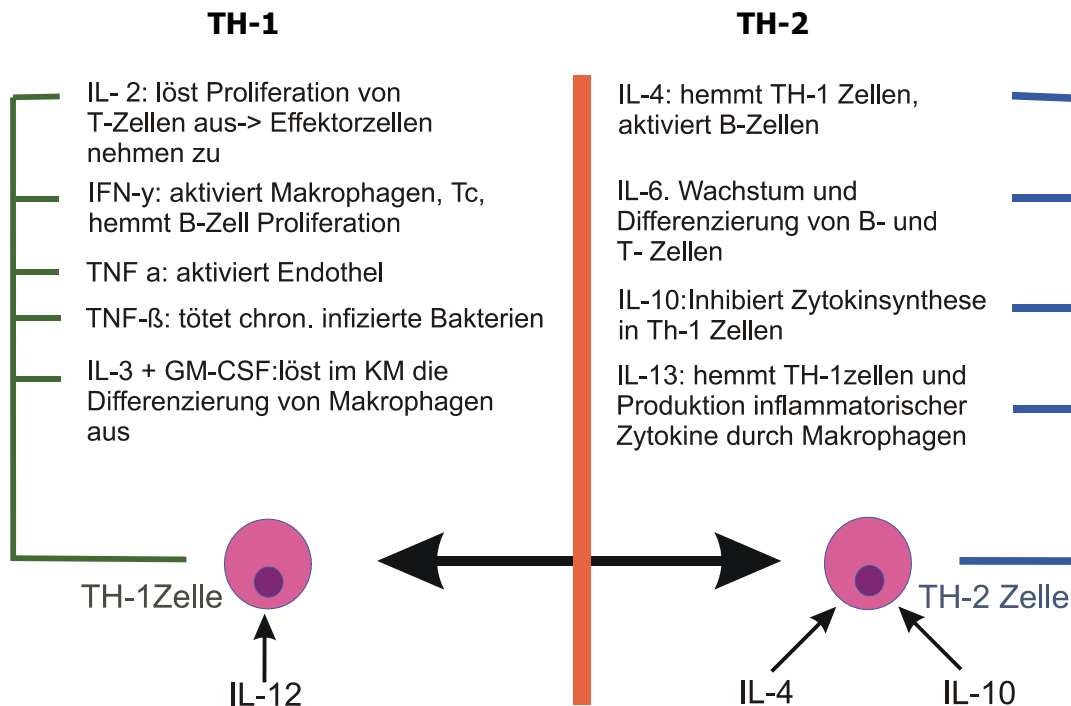 TH-1
IL- 2: löst Proliferation von
T-Zellen aus-> Effektorzellen
nehmen zu
IFN-y: aktiviert Makrophagen, Tc,
hemmt B-Zell Proliferation
TNF a: aktiviert Endothel
TNF-ß: tötet chron. infizierte Bakterien
IL-3 + GM-CSF:löst im KM die
Differenzierung von Makrophagen
aus
TH-1Zelle
IL-12
TH-2
IL-4: hemmt TH-1 Zellen,
aktiviert B-Zellen
IL-6. Wachstum und
Differenzierung von B- und
T- Zellen
IL-10:Inhibiert Zytokinsynthese
in Th-1 Zellen
IL-13: hemmt TH-1zellen und
Produktion inflammatorischer
Zytokine durch Makrophagen
TH-2 Zelle
IL-4
IL-10